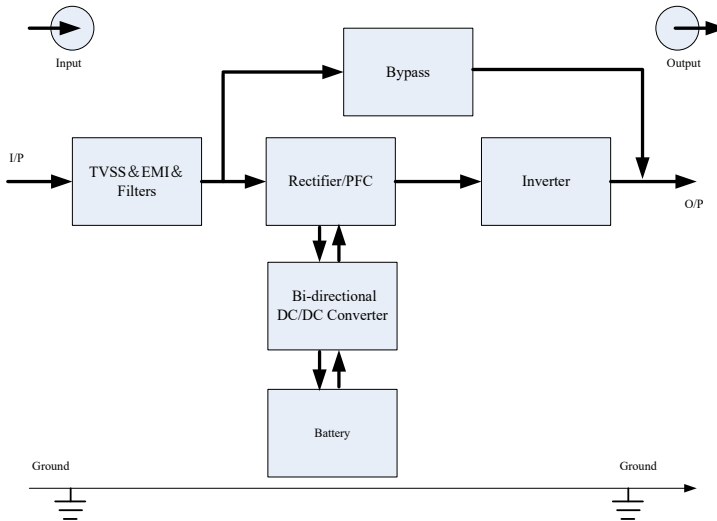 Input
Output
Bypass
I/P
TVSS&EMI&
Filters
Rectifier/PFC
Inverter
O/P
Bi-directional
DC/DC Converter
Battery
Ground
Ground